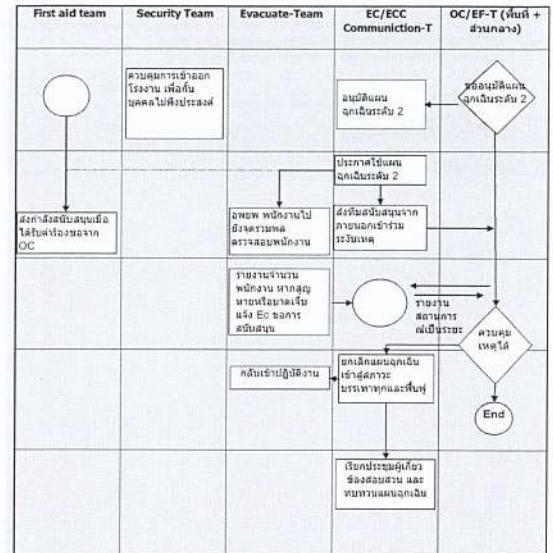 First aid team
Security Team
Evacuate-Team
EC/ECC
Communiction-T
OC/EF-T (พื้นที่ +
ส่วนกลาง)
ควบคุมการเข้าออก
โรงงาน เพื่อกั้น
บุคคลไม่พึงประสงค์
อนุมัติแผน
ฉุกเฉินระดับ 2
ขออนุมัติแผน
ฉุกเฉินระดับ 2
ประกาศใช้แผน
ฉุกเฉินระดับ 2
ส่งกำลังสนับสนุนเมื่อ
ได้รับคำร้องขอจาก
OC
อพยพ พนักงานไป
ยังจุดรวมพล
ตรวจสอบพนักงาน
ส่งทีมสนับสนุนจาก
ภายนอกเข้าร่วม
ระงับเหตุ
รายงานจำนวน
พนักงาน หากสูญ
หายหรือบาดเจ็บ
แจ้ง Ec ขอการ
สนับสนุน
รายงาน
สถานการ
ณ์เป็นระยะ
ควบคุม
เหตุได้
กลับเข้าปฏิบัติงาน
ยกเลิกแผนฉุกเฉิน
เข้าสู่สภาวะ
บรรเทาทุกและฟื้นฟู
End
เรียกประชุมผู้เกี่ยว
ข้องสอบสวน และ
ทบทวนแผนฉุกเฉิน